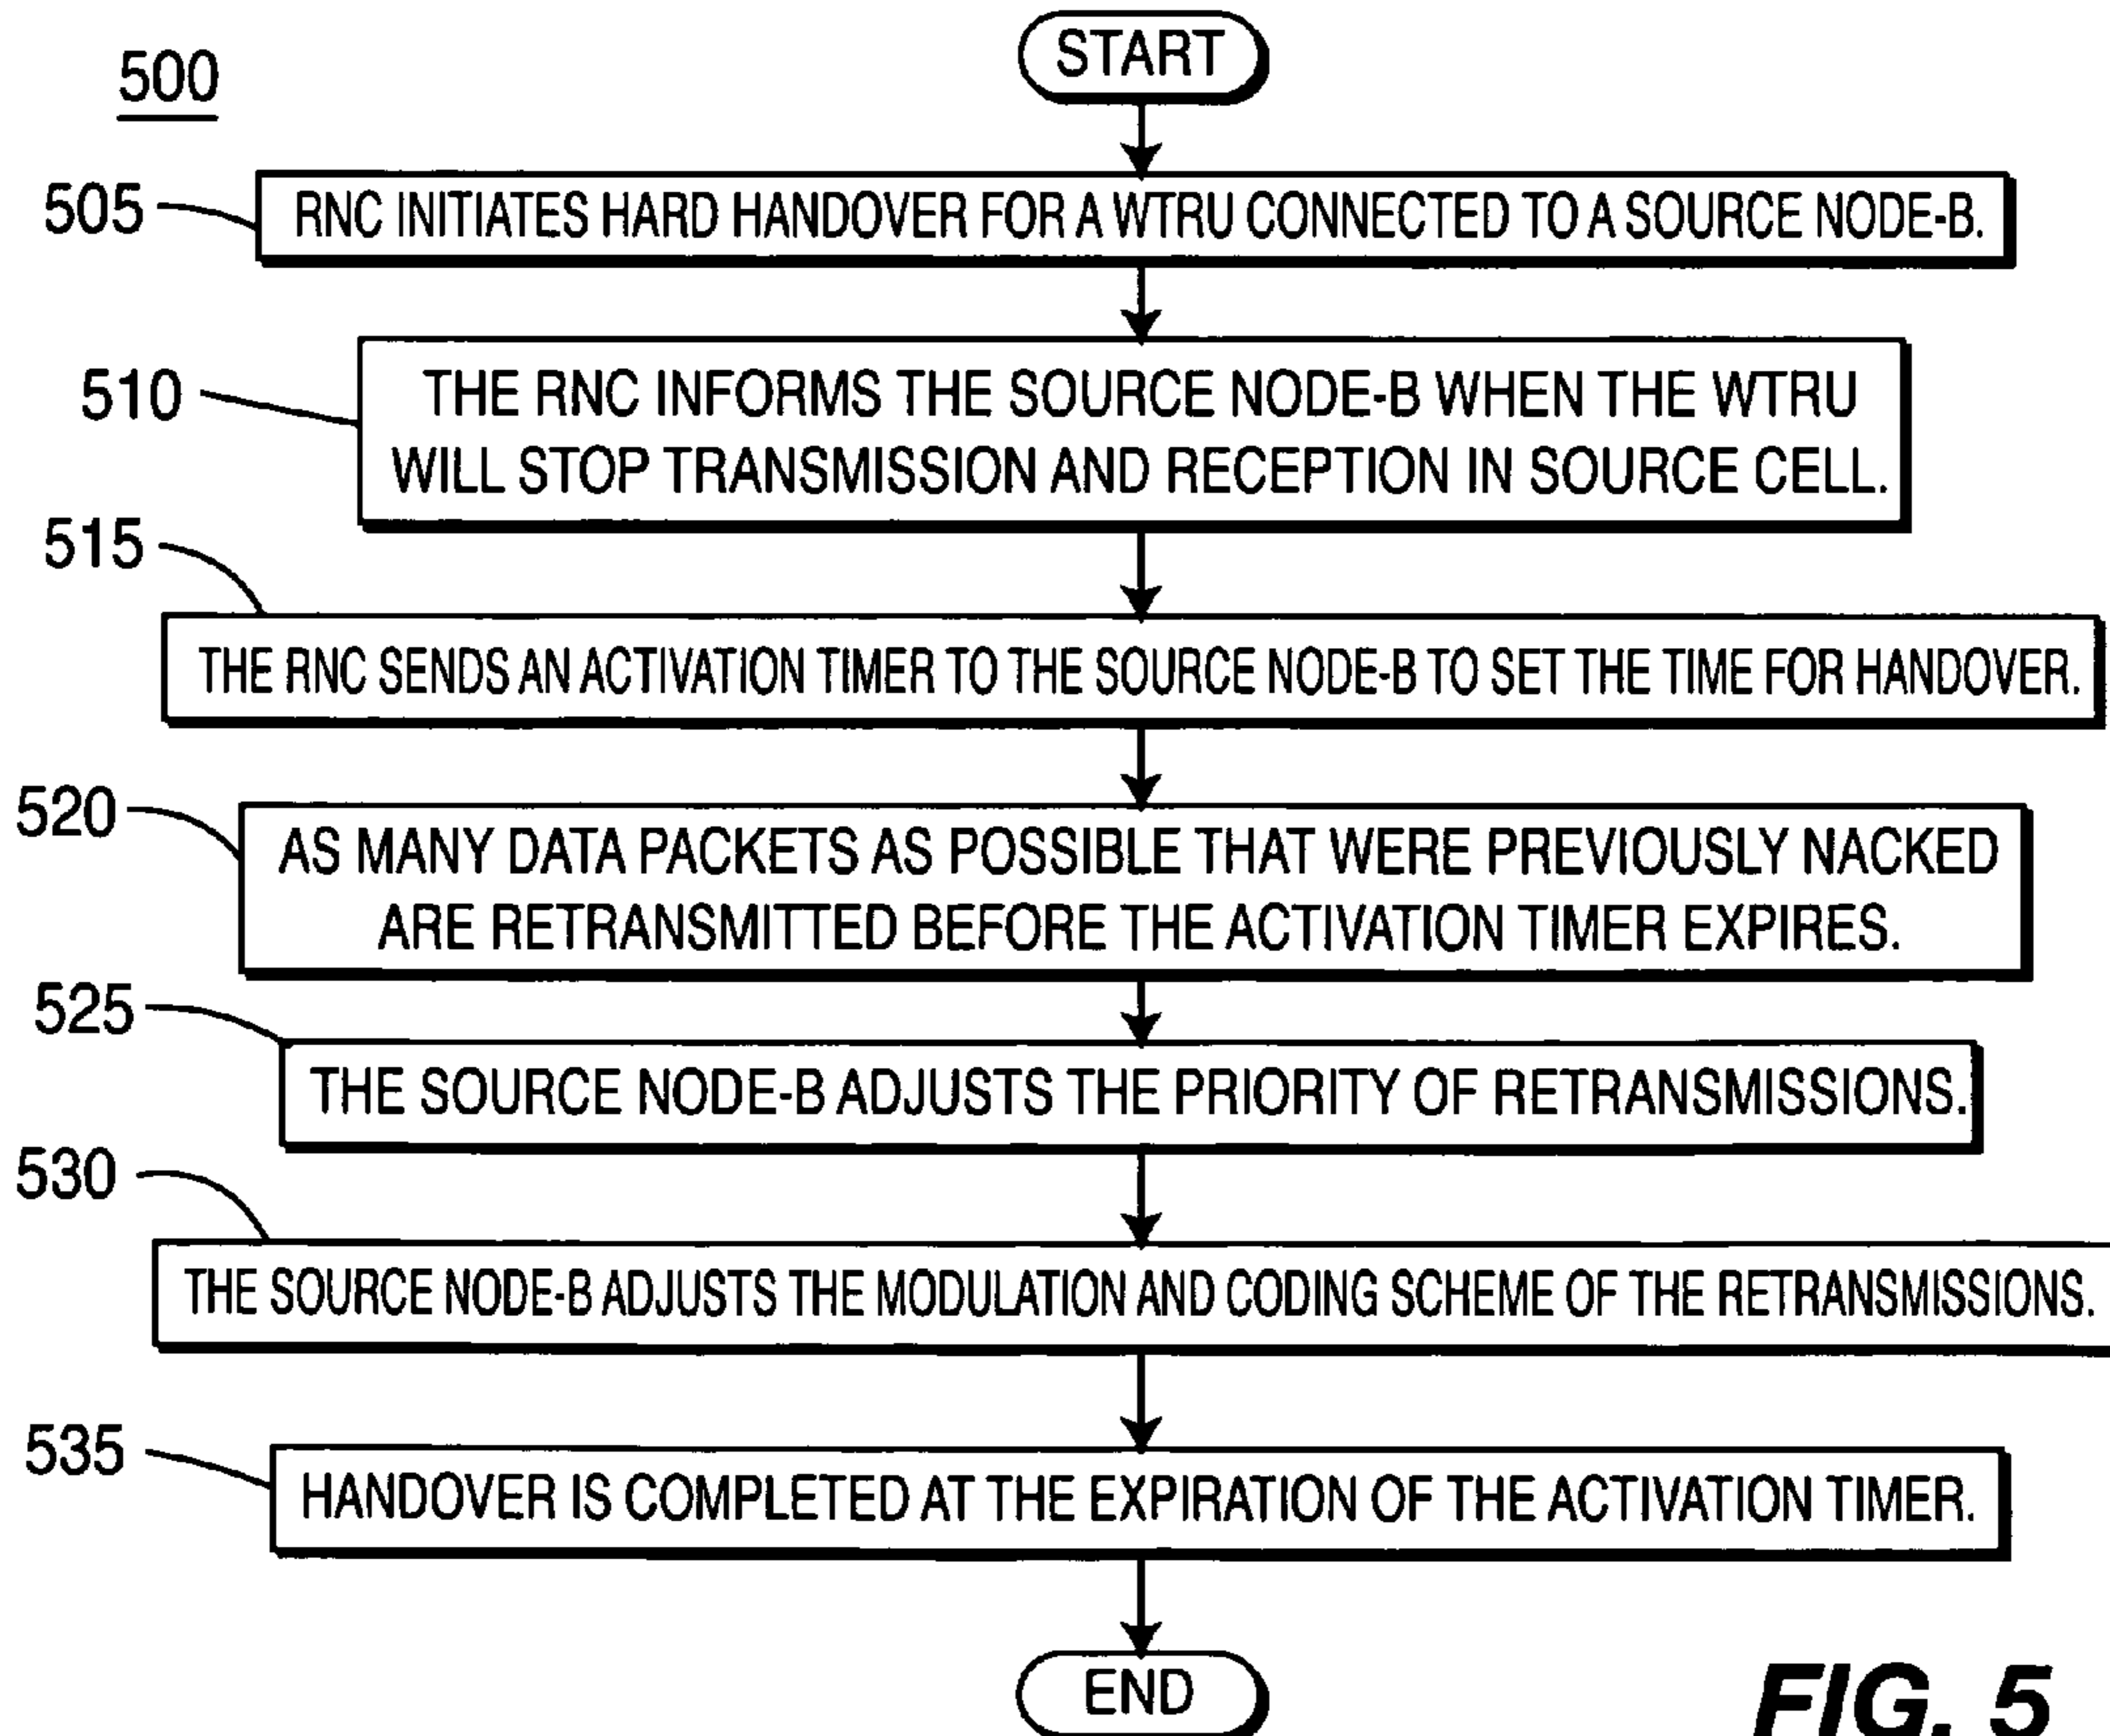 500
START
505
RNC INITIATES HARD HANDOVER FOR A WTRU CONNECTED TO A SOURCE NODE-B.
510
THE RNC INFORMS THE SOURCE NODE-B WHEN THE WTRU
WILL STOP TRANSMISSION AND RECEPTION IN SOURCE CELL.
515
THE RNC SENDS AN ACTIVATION TIMER TO THE SOURCE NODE-B TO SET THE TIME FOR HANDOVER.
520
AS MANY DATA PACKETS AS POSSIBLE THAT WERE PREVIOUSLY NACKED
ARE RETRANSMITTED BEFORE THE ACTIVATION TIMER EXPIRES.
525
THE SOURCE NODE-B ADJUSTS THE PRIORITY OF RETRANSMISSIONS.
530
THE SOURCE NODE-B ADJUSTS THE MODULATION AND CODING SCHEME OF THE RETRANSMISSIONS.
535
HANDOVER IS COMPLETED AT THE EXPIRATION OF THE ACTIVATION TIMER.
END
FIG. 5